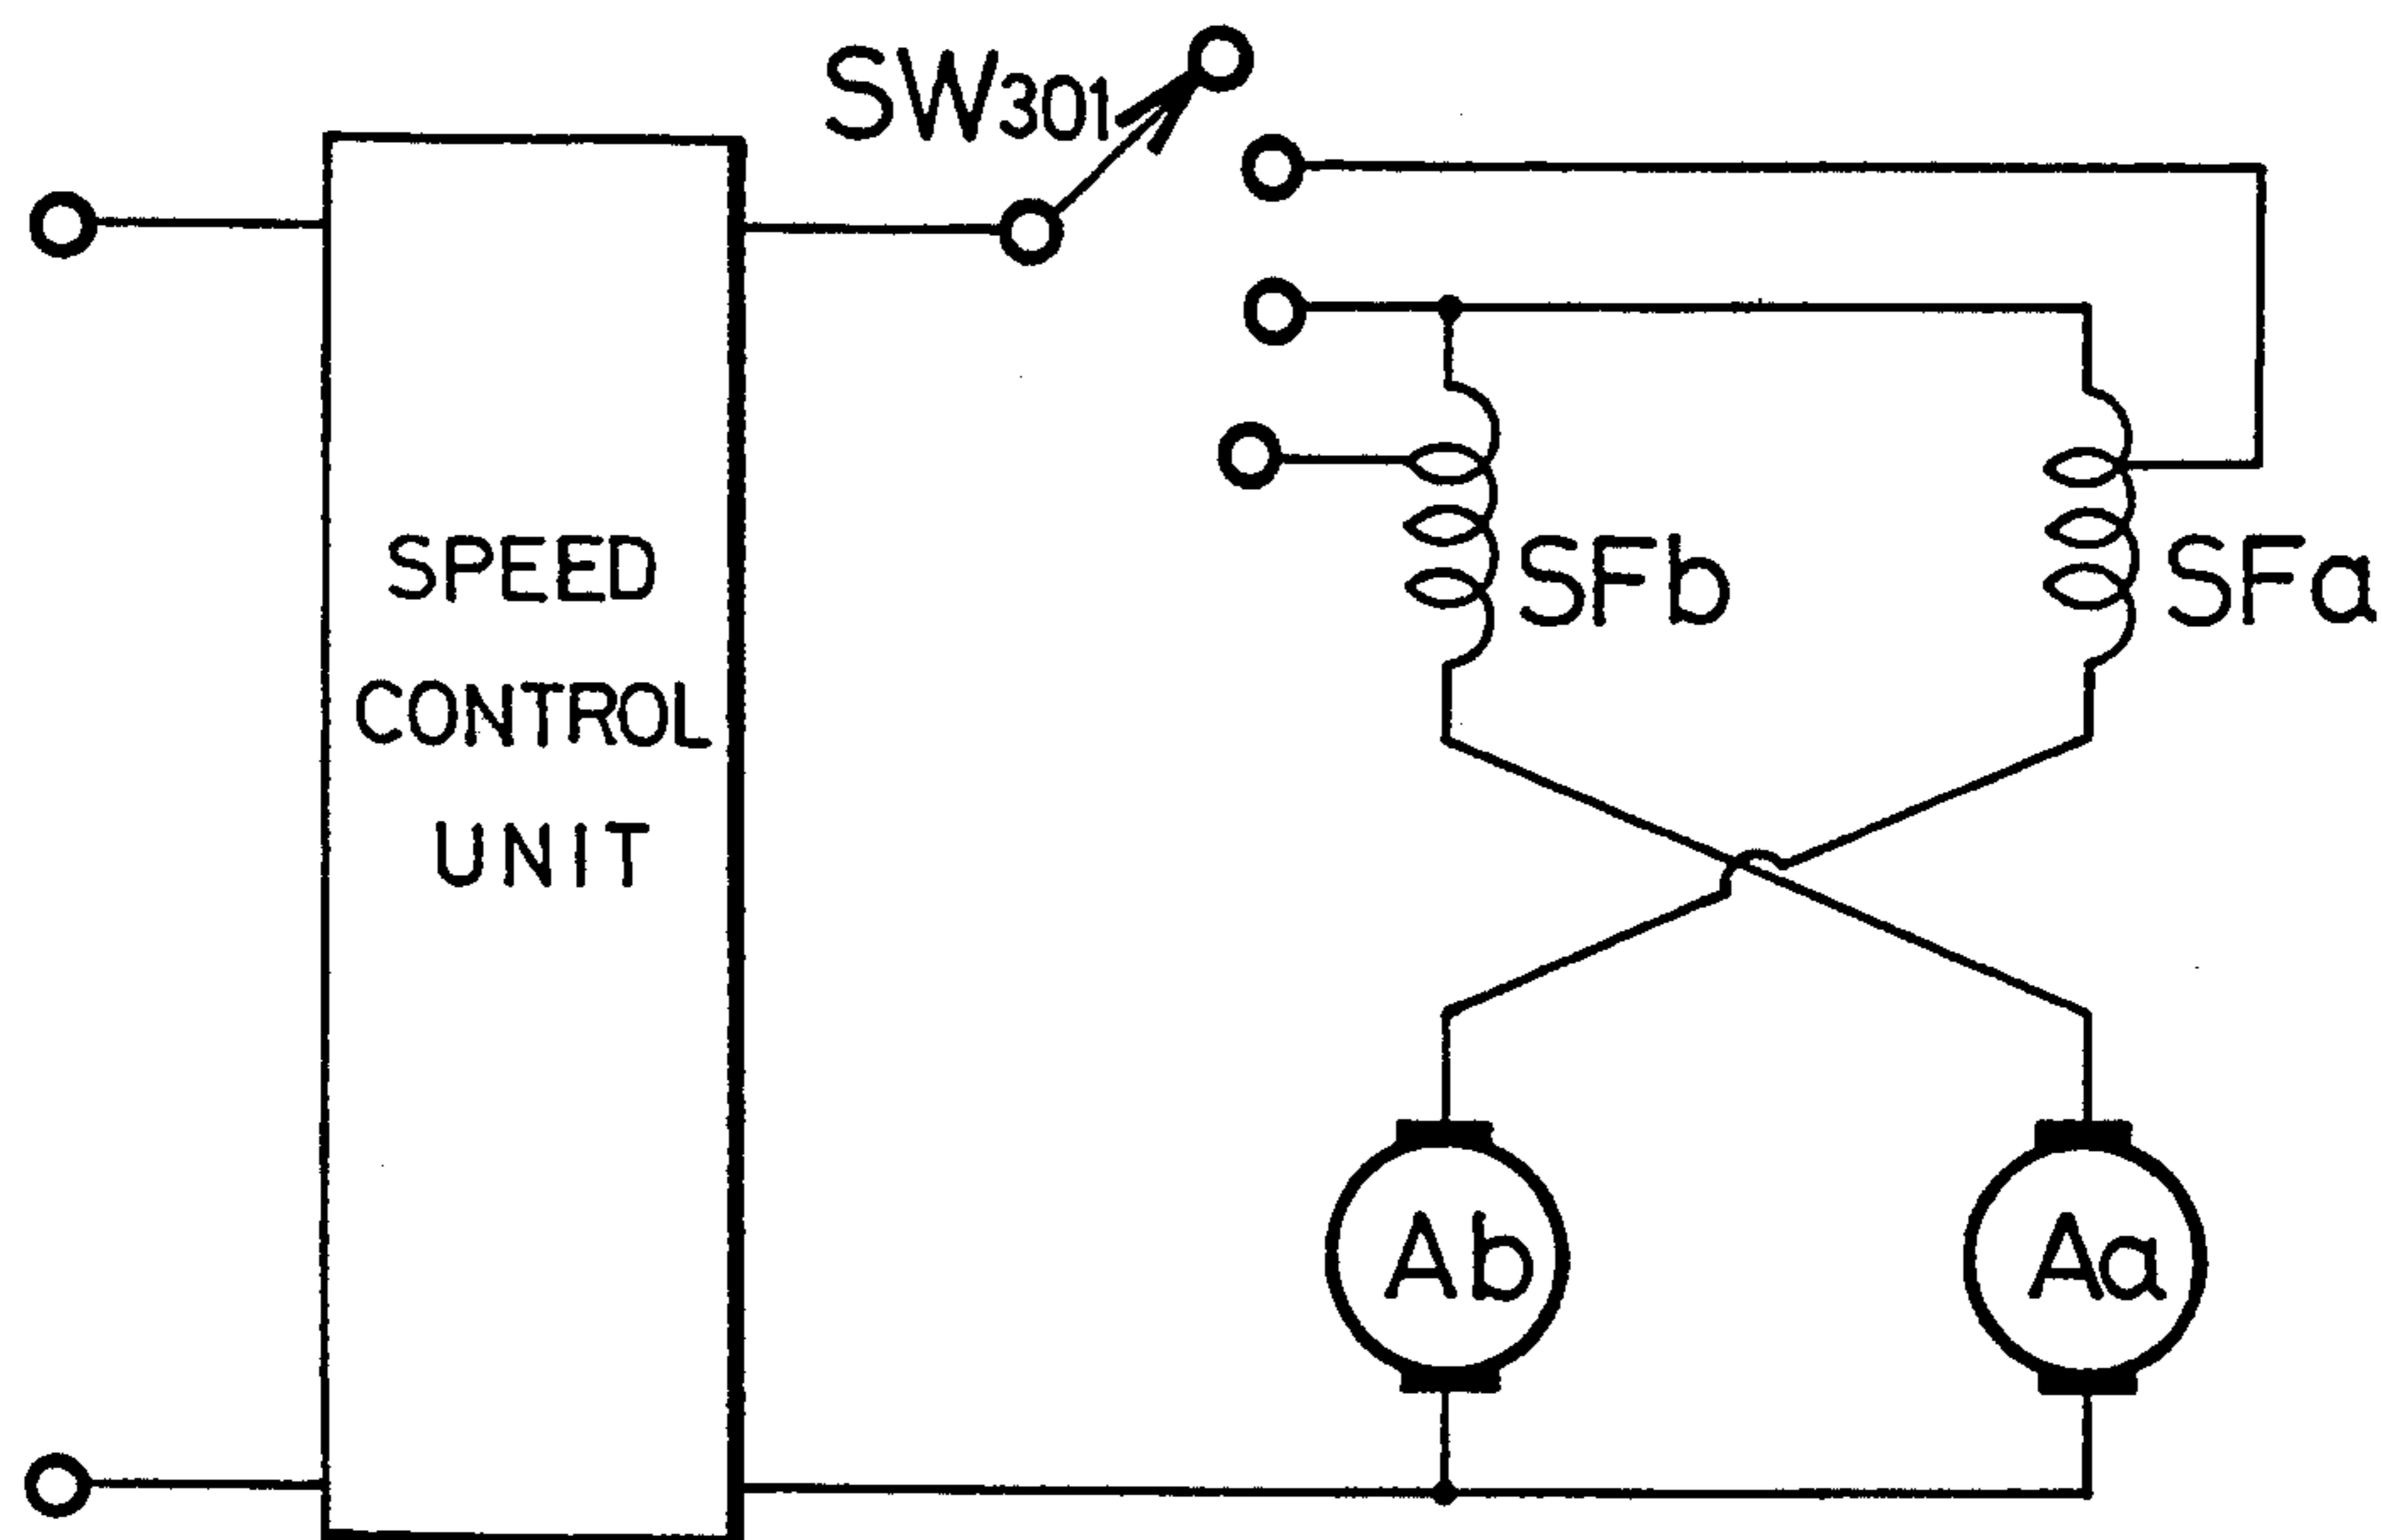 SW301
SPEED
CONTROL
UNIT
SFb
SFa
Ab
Aa